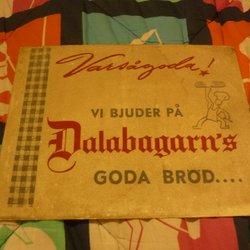 Varsågoda!
VI BJUDER PÅ
Dalabagarn's
GODA BRÖD....